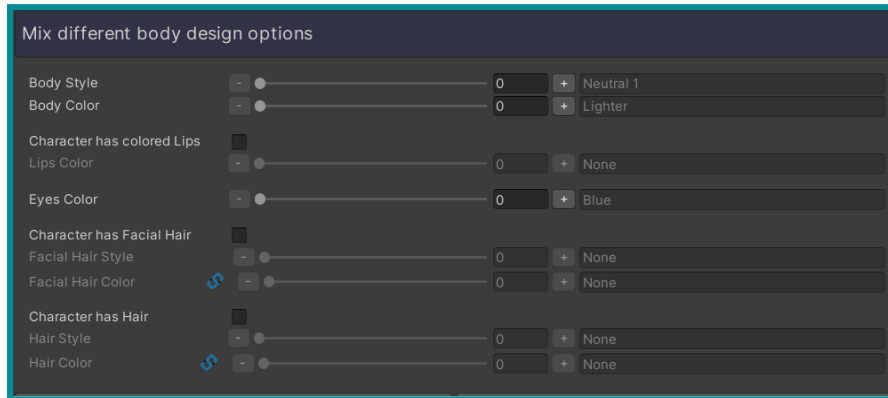 Mix different body design options
Body Style - 0 + Neutral 1
Body Color - 0 + Lighter
Character has colored Lips
Lips Color - 0 + None
Eyes Color - 0 + Blue
Character has Facial Hair
Facial Hair Style - 0 + None
Facial Hair Color - 0 + None
Character has Hair
Hair Style - 0 + None
Hair Color - 0 + None